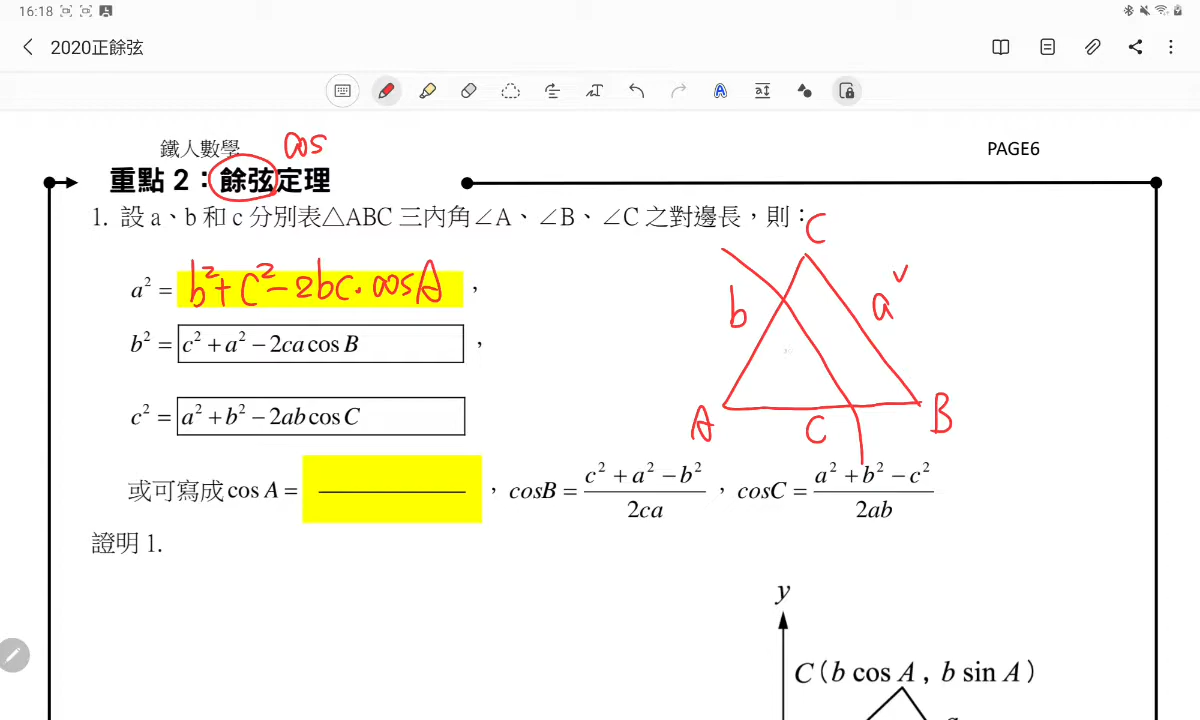 16:18
2020正餘弦
鐵人數學 cos PAGE6
重點 2：餘弦定理
1. 設 a、b 和 c 分別表△ABC 三內角∠A、∠B、∠C 之對邊長，則：
C
a² = b²+c²-2bc·cosA ，
b a
b² = c² + a² − 2ca cos B ，
A C B
c² = a² + b² − 2ab cos C
或可寫成 cos A = ，cosB = (c² + a² − b²)/(2ca) ，cosC = (a² + b² − c²)/(2ab)
證明 1.
y
C (b cos A , b sin A )